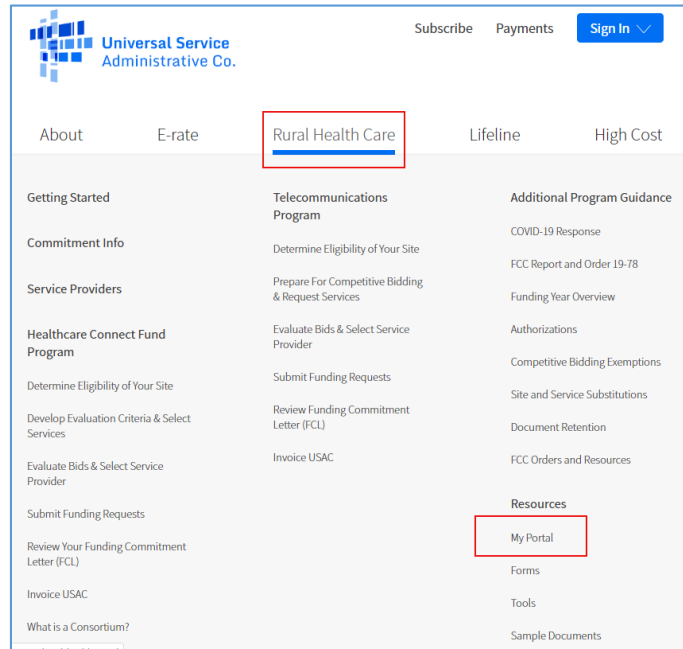 Universal Service
Administrative Co.
Subscribe
Payments
Sign In
About
E-rate
Rural Health Care
Lifeline
High Cost
Getting Started
Commitment Info
Service Providers
Healthcare Connect Fund
Program
Determine Eligibility of Your Site
Develop Evaluation Criteria & Select
Services
Evaluate Bids & Select Service
Provider
Submit Funding Requests
Review Your Funding Commitment
Letter (FCL)
Invoice USAC
What is a Consortium?
Telecommunications
Program
Determine Eligibility of Your Site
Prepare For Competitive Bidding
& Request Services
Evaluate Bids & Select Service
Provider
Submit Funding Requests
Review Funding Commitment
Letter (FCL)
Invoice USAC
Additional Program Guidance
COVID-19 Response
FCC Report and Order 19-78
Funding Year Overview
Authorizations
Competitive Bidding Exemptions
Site and Service Substitutions
Document Retention
FCC Orders and Resources
Resources
My Portal
Forms
Tools
Sample Documents